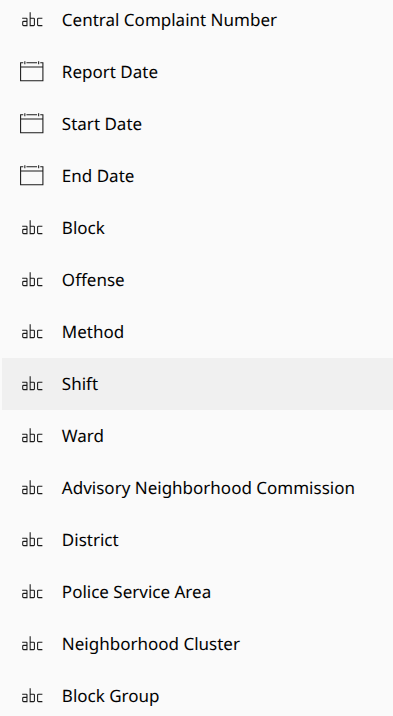 abc Central Complaint Number
Report Date
Start Date
End Date
abc Block
abc Offense
abc Method
abc Shift
abc Ward
abc Advisory Neighborhood Commission
abc District
abc Police Service Area
abc Neighborhood Cluster
abc Block Group